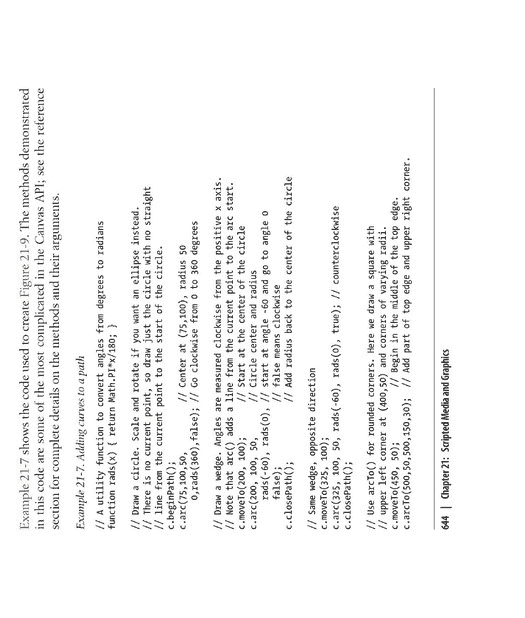 Example 21-7 shows the code used to create Figure 21-9. The methods demonstrated
in this code are some of the most complicated in the Canvas API; see the reference
section for complete details on the methods and their arguments.
Example 21-7. Adding curves to a path
// A utility function to convert angles from degrees to radians
function rads(x) { return Math.PI*x/180; }
// Draw a circle. Scale and rotate if you want an ellipse instead.
// There is no current point, so draw just the circle with no straight
// line from the current point to the start of the circle.
c.beginPath();
c.arc(75,100,50,          // Center at (75,100), radius 50
      0,rads(360),false); // Go clockwise from 0 to 360 degrees
// Draw a wedge. Angles are measured clockwise from the positive x axis.
// Note that arc() adds a line from the current point to the arc start.
c.moveTo(200, 100);       // Start at the center of the circle
c.arc(200, 100, 50,       // Circle center and radius
      rads(-60), rads(0), // start at angle -60 and go to angle 0
      false);             // false means clockwise
c.closePath();            // Add radius back to the center of the circle
// Same wedge, opposite direction
c.moveTo(325, 100);
c.arc(325, 100, 50, rads(-60), rads(0), true); // counterclockwise
c.closePath();
// Use arcTo() for rounded corners. Here we draw a square with
// upper left corner at (400,50) and corners of varying radii.
c.moveTo(450, 50);           // Begin in the middle of the top edge.
c.arcTo(500,50,500,150,30);  // Add part of top edge and upper right corner.
644 | Chapter 21: Scripted Media and Graphics